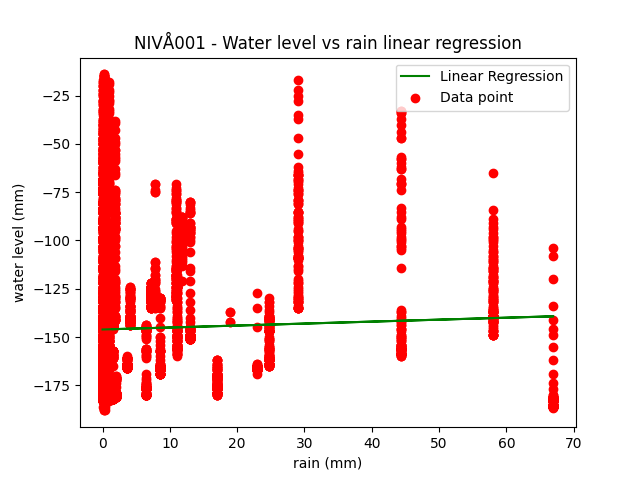 NIVÅ001 - Water level vs rain linear regression
Linear Regression
Data point
water level (mm)
−25
−50
−75
−100
−125
−150
−175
0 10 20 30 40 50 60 70
rain (mm)